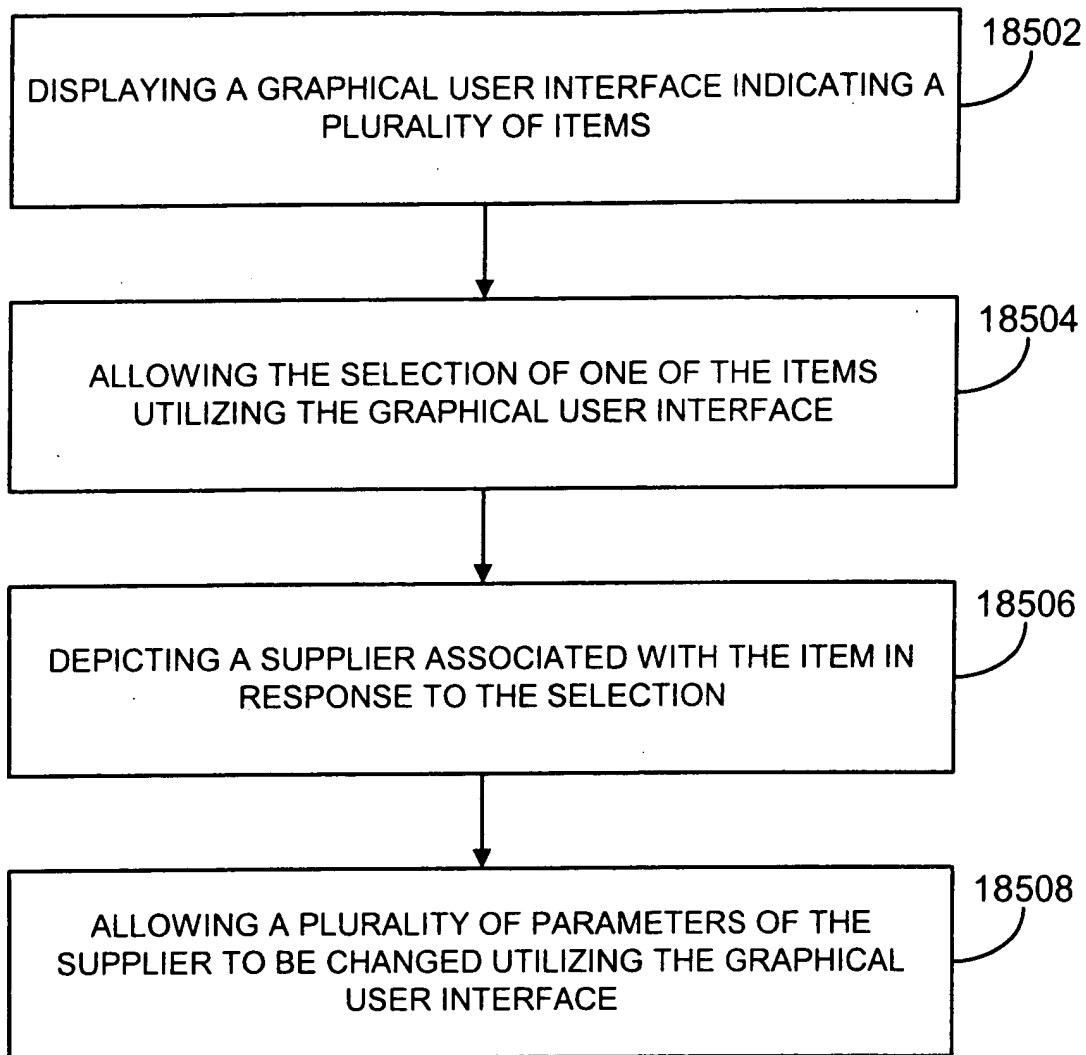 18502
DISPLAYING A GRAPHICAL USER INTERFACE INDICATING A
PLURALITY OF ITEMS
18504
ALLOWING THE SELECTION OF ONE OF THE ITEMS
UTILIZING THE GRAPHICAL USER INTERFACE
18506
DEPICTING A SUPPLIER ASSOCIATED WITH THE ITEM IN
RESPONSE TO THE SELECTION
18508
ALLOWING A PLURALITY OF PARAMETERS OF THE
SUPPLIER TO BE CHANGED UTILIZING THE GRAPHICAL
USER INTERFACE